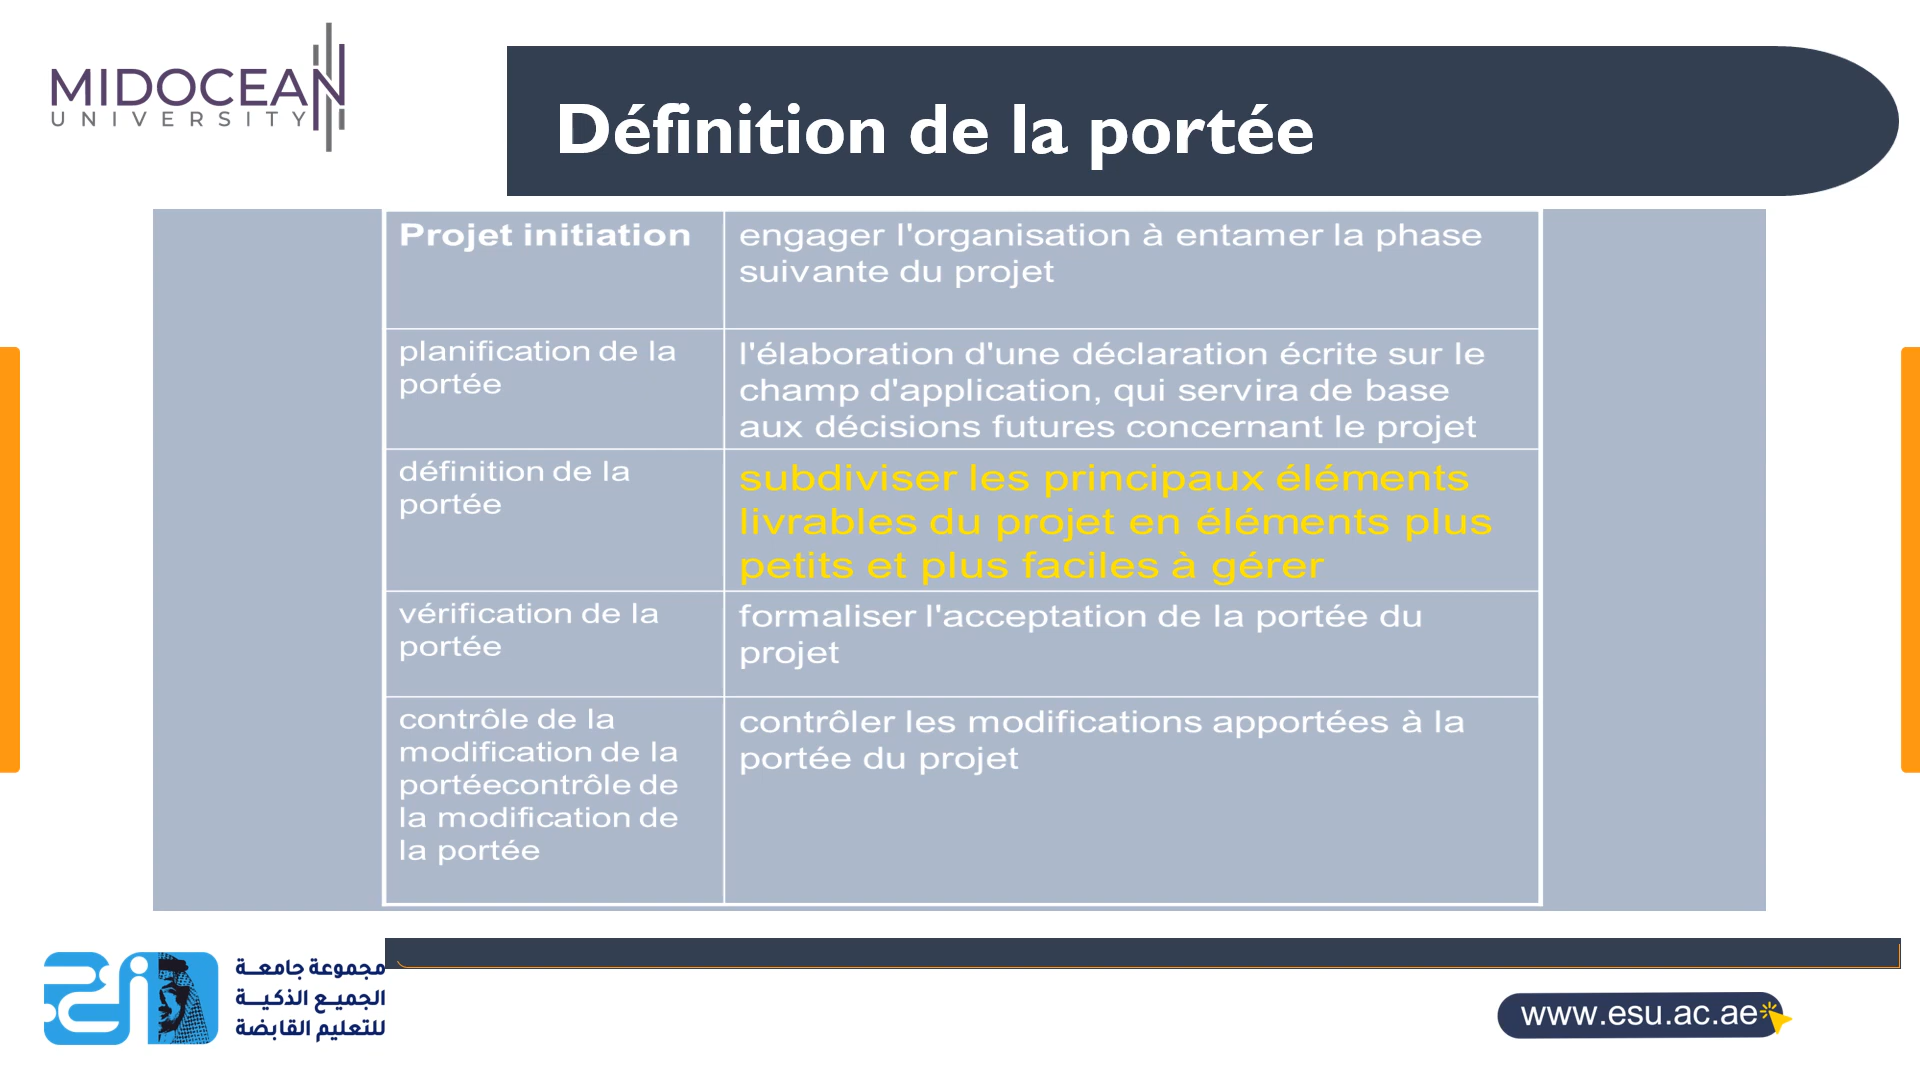 MIDOCEAN
UNIVERSITY
Définition de la portée
Projet initiation
engager l'organisation à entamer la phase
suivante du projet
planification de la
portée
l'élaboration d'une déclaration écrite sur le
champ d'application, qui servira de base
aux décisions futures concernant le projet
définition de la
portée
subdiviser les principaux éléments
livrables du projet en éléments plus
petits et plus faciles à gérer
vérification de la
portée
formaliser l'acceptation de la portée du
projet
contrôle de la
modification de la
portéecontrôle de
la modification de
la portée
contrôler les modifications apportées à la
portée du projet
مجموعة جامعـــة
الجميـع الذكيـــة
للتعليم القابضة
www.esu.ac.ae